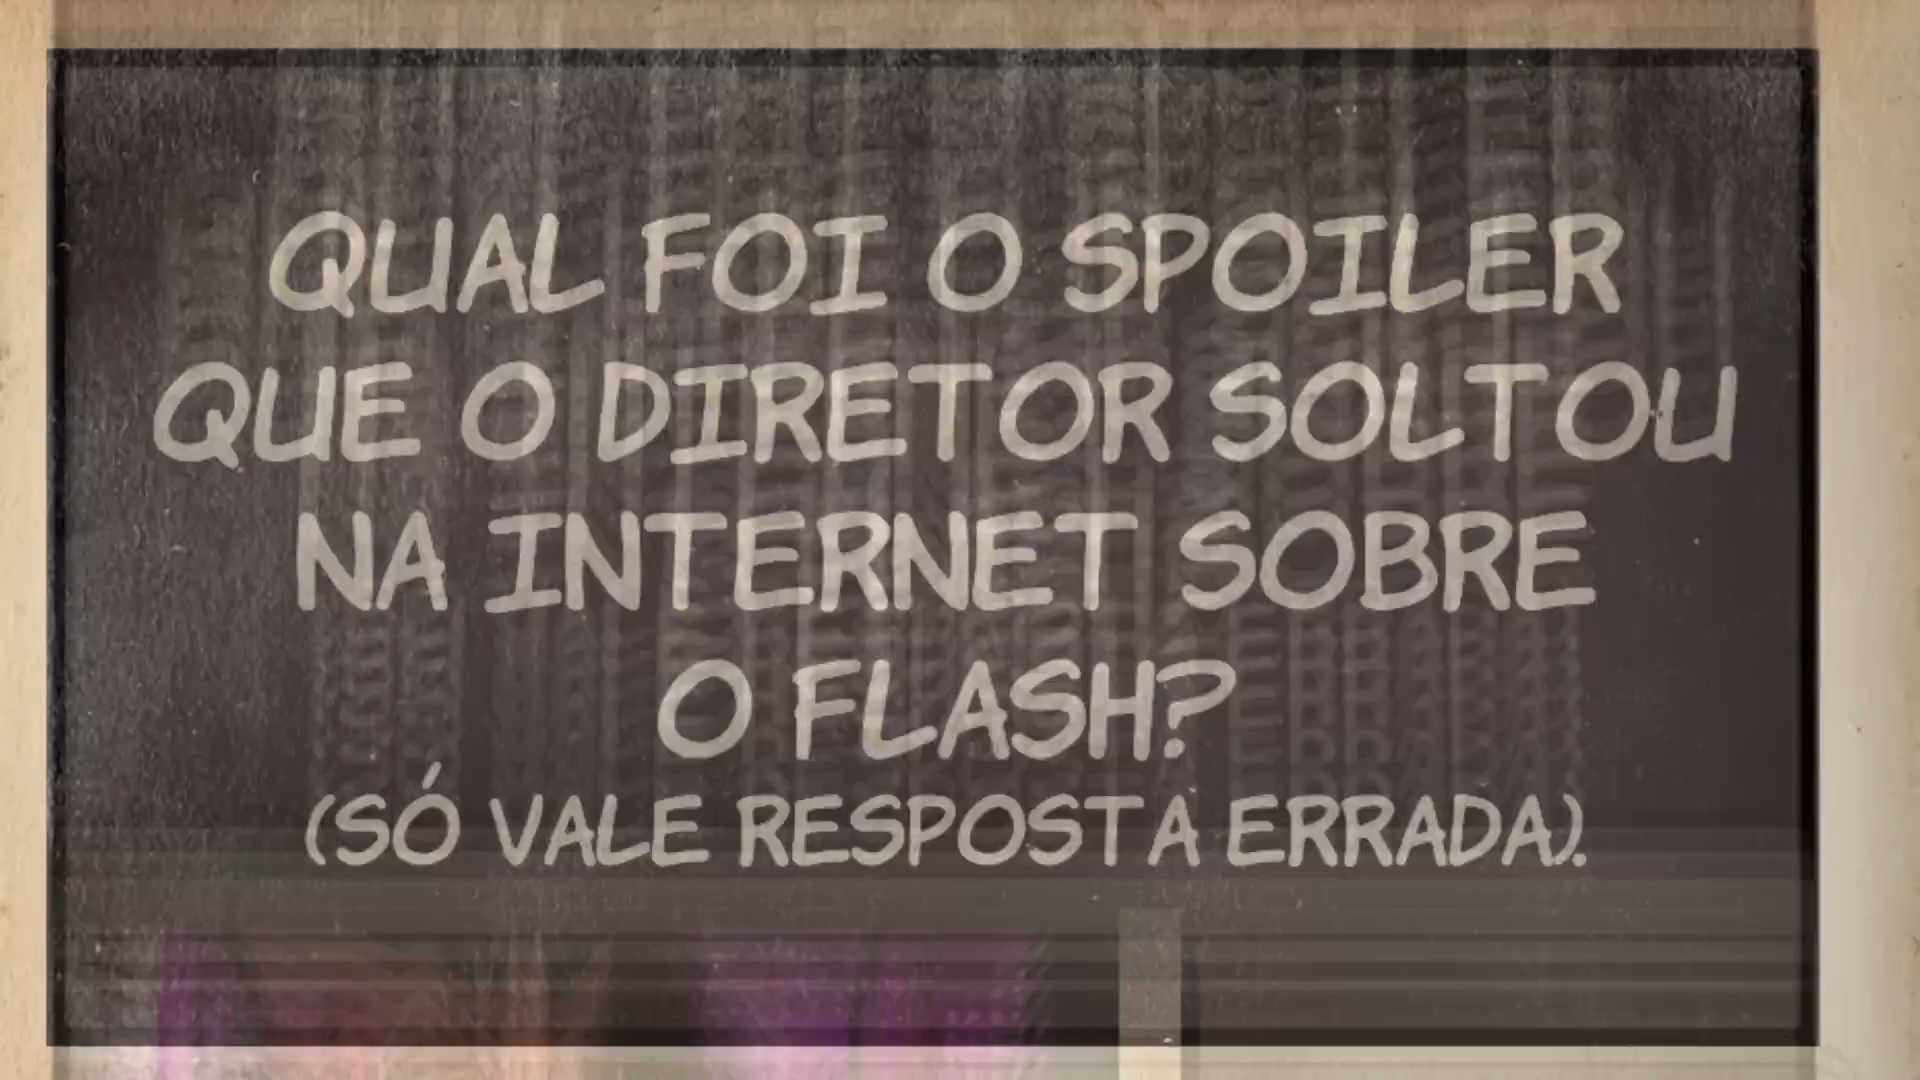 QUAL FOI O SPOILER
QUE O DIRETOR SOLTOU
NA INTERNET SOBRE
O FLASH?
(SÓ VALE RESPOSTA ERRADA).